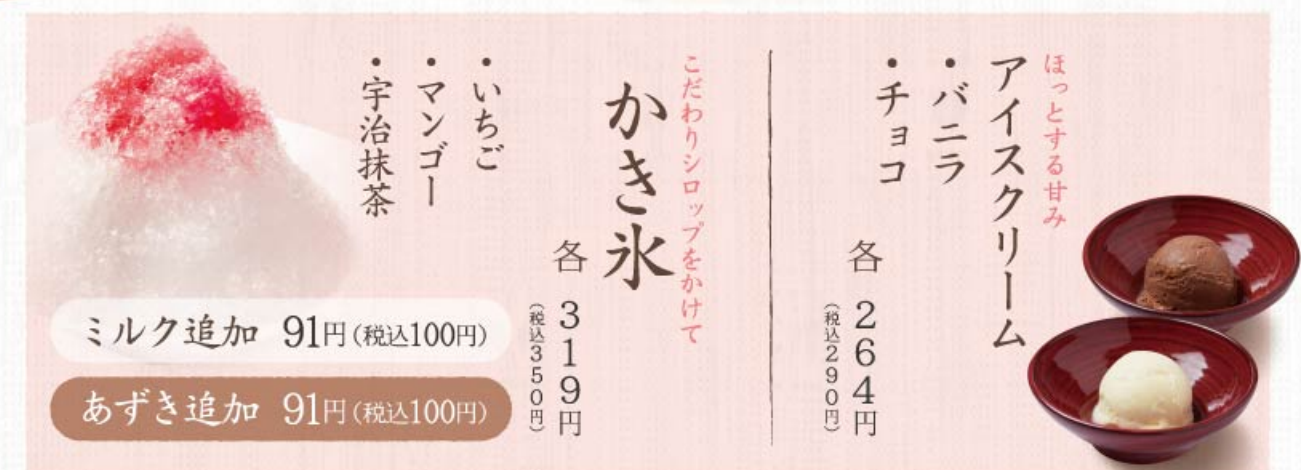 ほっとする甘み
アイスクリーム
・バニラ
・チョコ
各 264円
(税込290円)
こだわりシロップをかけて
かき氷
各 319円
(税込350円)
・いちご
・マンゴー
・宇治抹茶
ミルク追加 91円(税込100円)
あずき追加 91円(税込100円)